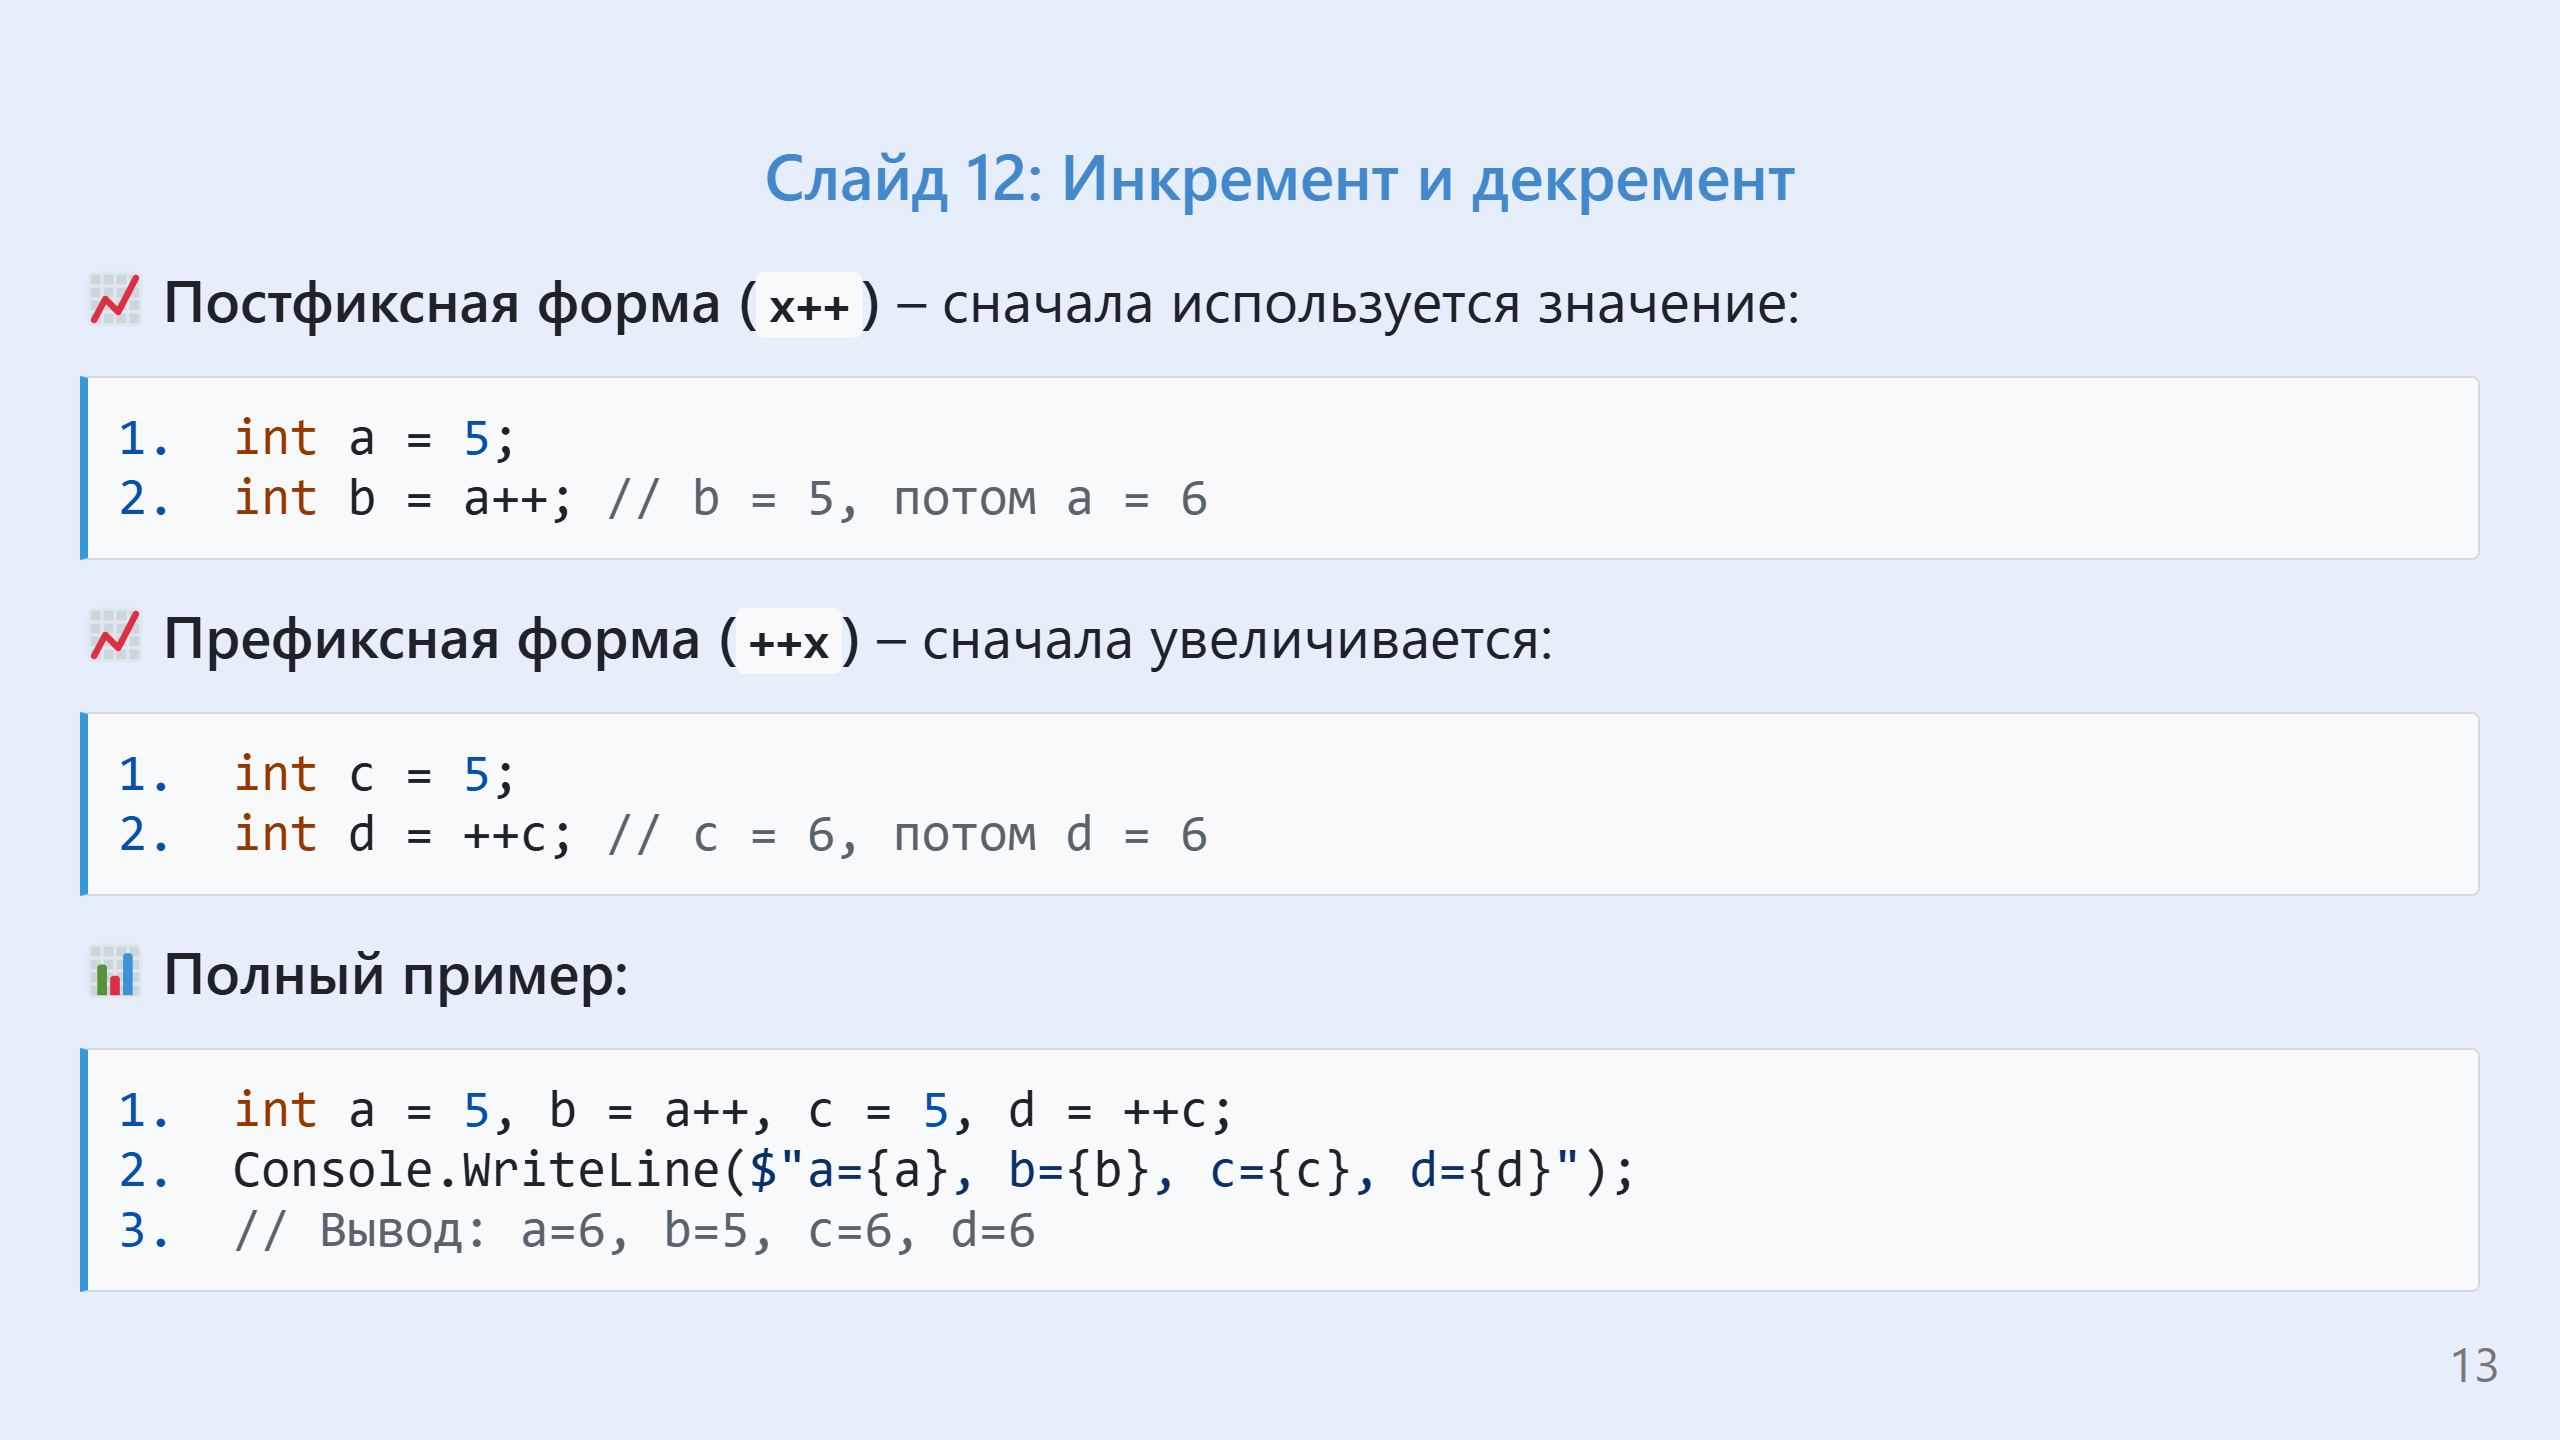 Слайд 12: Инкремент и декремент
📈 Постфиксная форма (x++) – сначала используется значение:
1. int a = 5;
2. int b = a++; // b = 5, потом a = 6
📈 Префиксная форма (++x) – сначала увеличивается:
1. int c = 5;
2. int d = ++c; // c = 6, потом d = 6
📊 Полный пример:
1. int a = 5, b = a++, c = 5, d = ++c;
2. Console.WriteLine($"a={a}, b={b}, c={c}, d={d}");
3. // Вывод: a=6, b=5, c=6, d=6
13